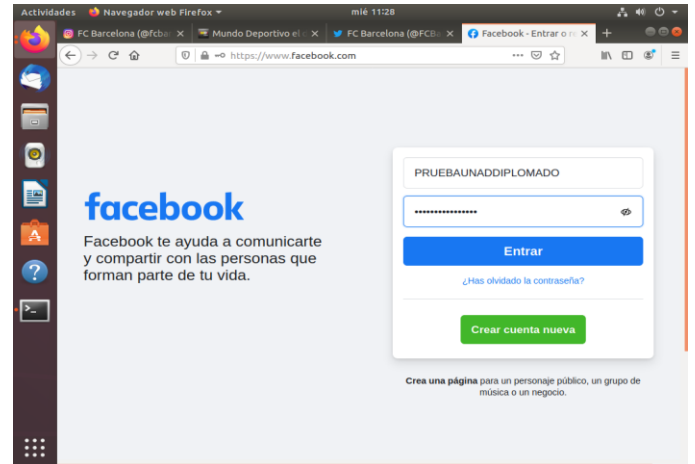 Actividades Navegador web Firefox mié 11:28
FC Barcelona (@fcba Mundo Deportivo el d FC Barcelona (@FCBa Facebook - Entrar o re
https://www.facebook.com
PRUEBAUNADDIPLOMADO
facebook
Facebook te ayuda a comunicarte
y compartir con las personas que
forman parte de tu vida.
Entrar
¿Has olvidado la contraseña?
Crear cuenta nueva
Crea una página para un personaje público, un grupo de
música o un negocio.